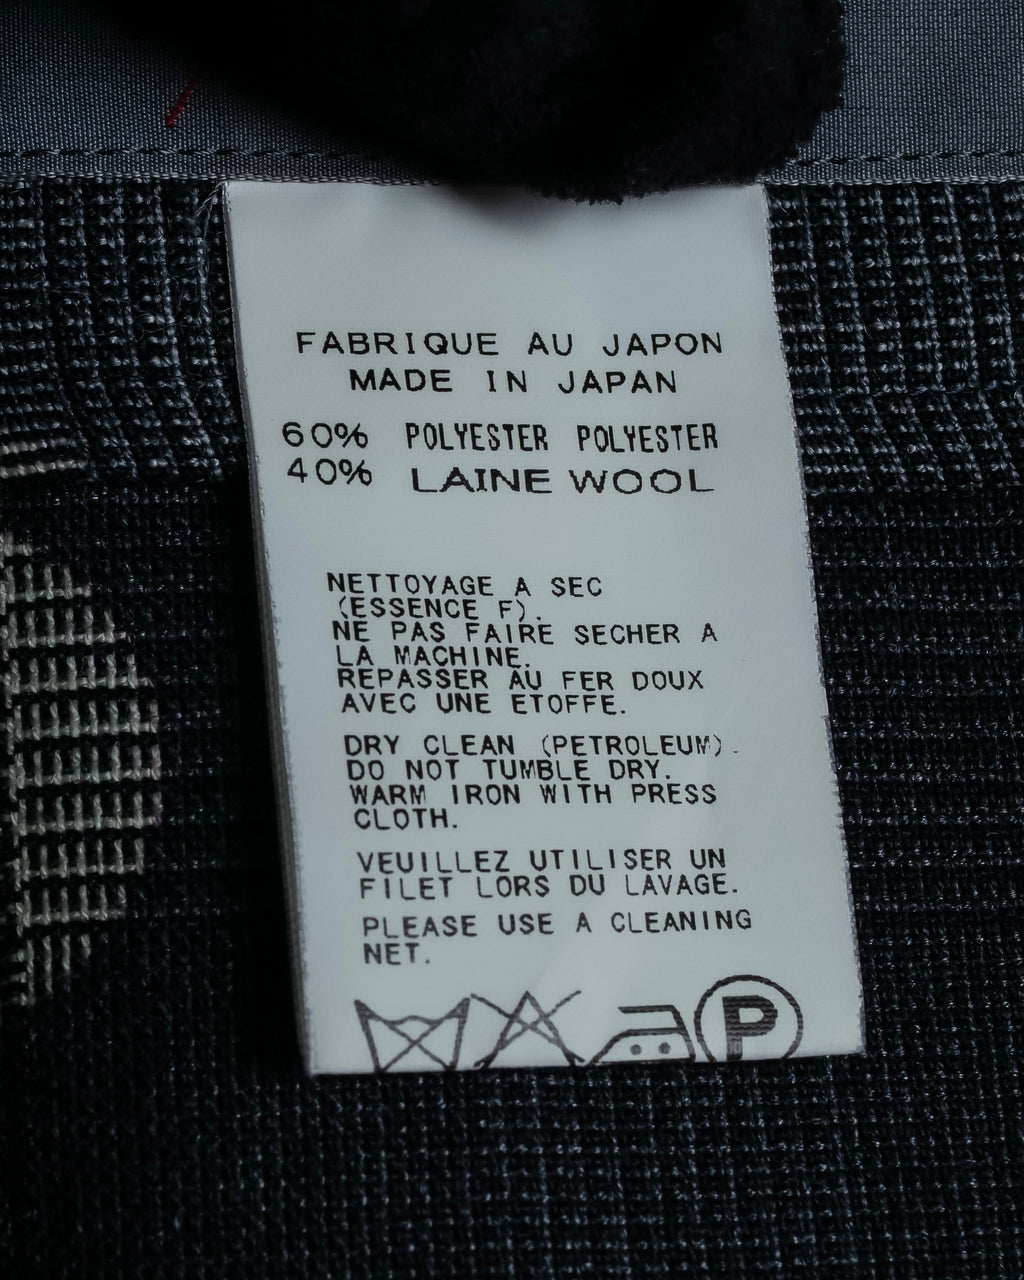 FABRIQUE AU JAPON
MADE IN JAPAN
60% POLYESTER POLYESTER
40% LAINE WOOL
NETTOYAGE A SEC
(ESSENCE F).
NE PAS FAIRE SECHER A
LA MACHINE.
REPASSER AU FER DOUX
AVEC UNE ETOFFE.
DRY CLEAN (PETROLEUM).
DO NOT TUMBLE DRY.
WARM IRON WITH PRESS
CLOTH.
VEUILLEZ UTILISER UN
FILET LORS DU LAVAGE.
PLEASE USE A CLEANING
NET.
P